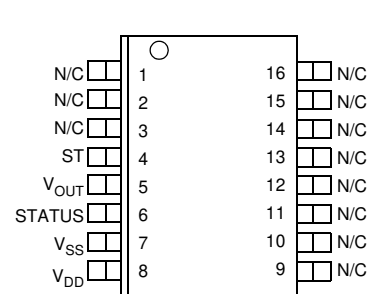 N/C 1 16 N/C
N/C 2 15 N/C
N/C 3 14 N/C
ST 4 13 N/C
VOUT 5 12 N/C
STATUS 6 11 N/C
VSS 7 10 N/C
VDD 8 9 N/C